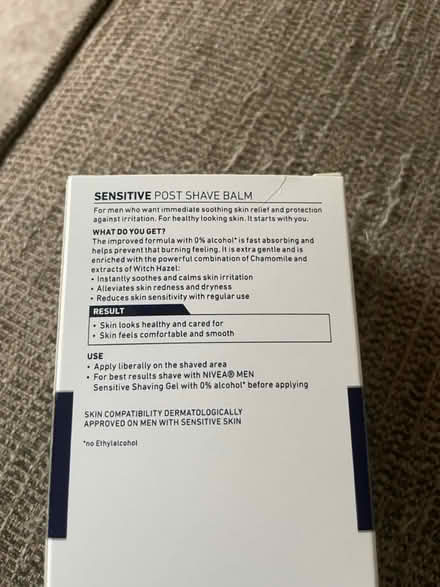 SENSITIVE POST SHAVE BALM
For men who want immediate soothing skin relief and protection
against irritation. For healthy looking skin. It starts with you.
WHAT DO YOU GET?
The improved formula with 0% alcohol* is fast absorbing and
helps prevent that burning feeling. It is extra gentle and is
enriched with the powerful combination of Chamomile and
extracts of Witch Hazel:
• Instantly soothes and calms skin irritation
• Alleviates skin redness and dryness
• Reduces skin sensitivity with regular use
RESULT
• Skin looks healthy and cared for
• Skin feels comfortable and smooth
USE
• Apply liberally on the shaved area
• For best results shave with NIVEA® MEN
Sensitive Shaving Gel with 0% alcohol* before applying
SKIN COMPATIBILITY DERMATOLOGICALLY
APPROVED ON MEN WITH SENSITIVE SKIN
*no Ethylalcohol